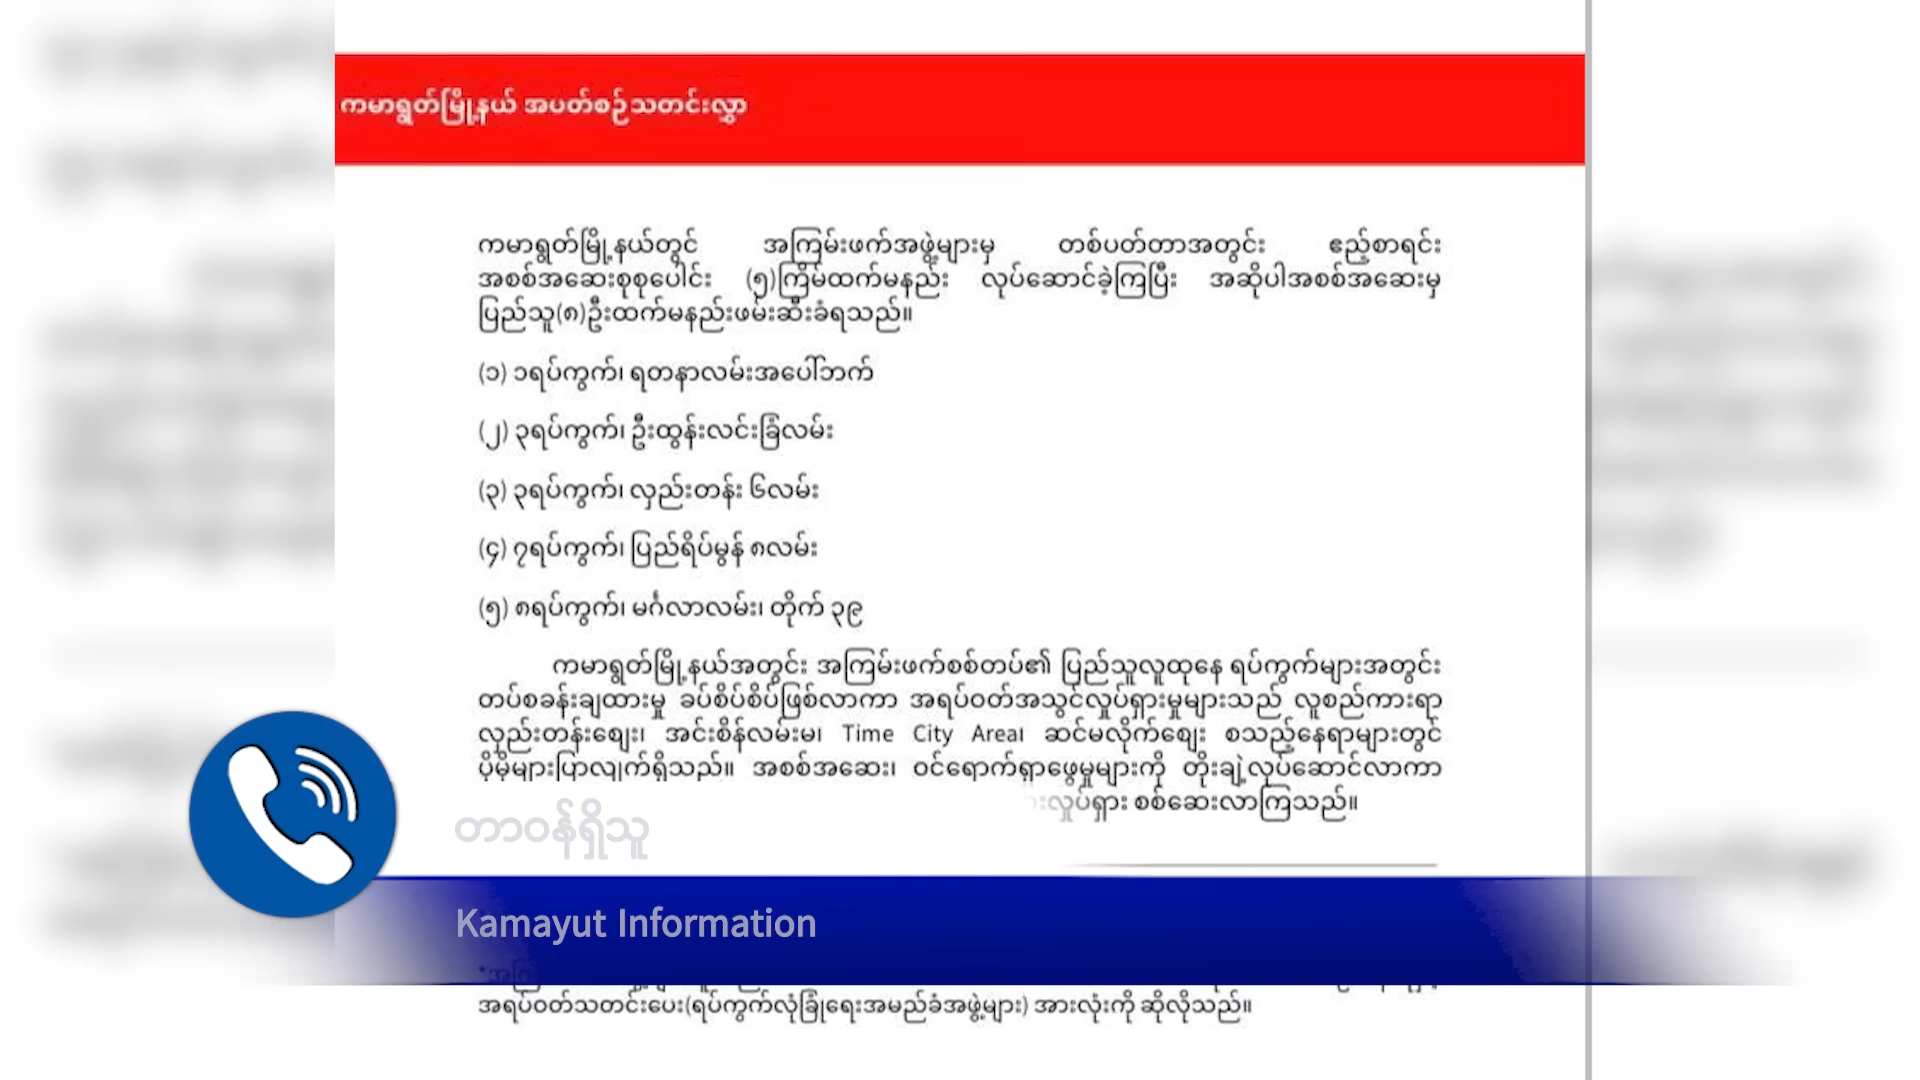 ကမာရွတ်မြို့နယ် အပတ်စဉ်သတင်းလွှာ
ကမာရွတ်မြို့နယ်တွင် အကြမ်းဖက်အဖွဲ့များမှ တစ်ပတ်တာအတွင်း ဧည့်စာရင်း
အစစ်အဆေးစုစုပေါင်း (၅)ကြိမ်ထက်မနည်း လုပ်ဆောင်ခဲ့ကြပြီး အဆိုပါအစစ်အဆေးမှ
ပြည်သူ(၈)ဦးထက်မနည်းဖမ်းဆီးခံရသည်။
(၁) ၁ရပ်ကွက်၊ ရတနာလမ်းအပေါ်ဘက်
(၂) ၃ရပ်ကွက်၊ ဦးထွန်းလင်းခြံလမ်း
(၃) ၃ရပ်ကွက်၊ လှည်းတန်း ၆လမ်း
(၄) ၇ရပ်ကွက်၊ ပြည်ရိပ်မွန် ၈လမ်း
(၅) ၈ရပ်ကွက်၊ မင်္ဂလာလမ်း၊ တိုက် ၃၉
ကမာရွတ်မြို့နယ်အတွင်း အကြမ်းဖက်စစ်တပ်၏ ပြည်သူလူထုနေ ရပ်ကွက်များအတွင်း
တပ်စခန်းချထားမှု ခပ်စိပ်စိပ်ဖြစ်လာကာ အရပ်ဝတ်အသွင်လှုပ်ရှားမှုများသည် လူစည်ကားရာ
လှည်းတန်းဈေး၊ အင်းစိန်လမ်းမ၊ Time City Area၊ ဆင်မလိုက်ဈေး စသည့်နေရာများတွင်
ပိုမိုများပြာလျက်ရှိသည်။ အစစ်အဆေး၊ ဝင်ရောက်ရှာဖွေမှုများကို တိုးချဲ့လုပ်ဆောင်လာကာ
လှုပ်ရှား စစ်ဆေးလာကြသည်။
တာဝန်ရှိသူ
Kamayut Information
အရပ်ဝတ်သတင်းပေး(ရပ်ကွက်လုံခြုံရေးအမည်ခံအဖွဲ့များ) အားလုံးကို ဆိုလိုသည်။